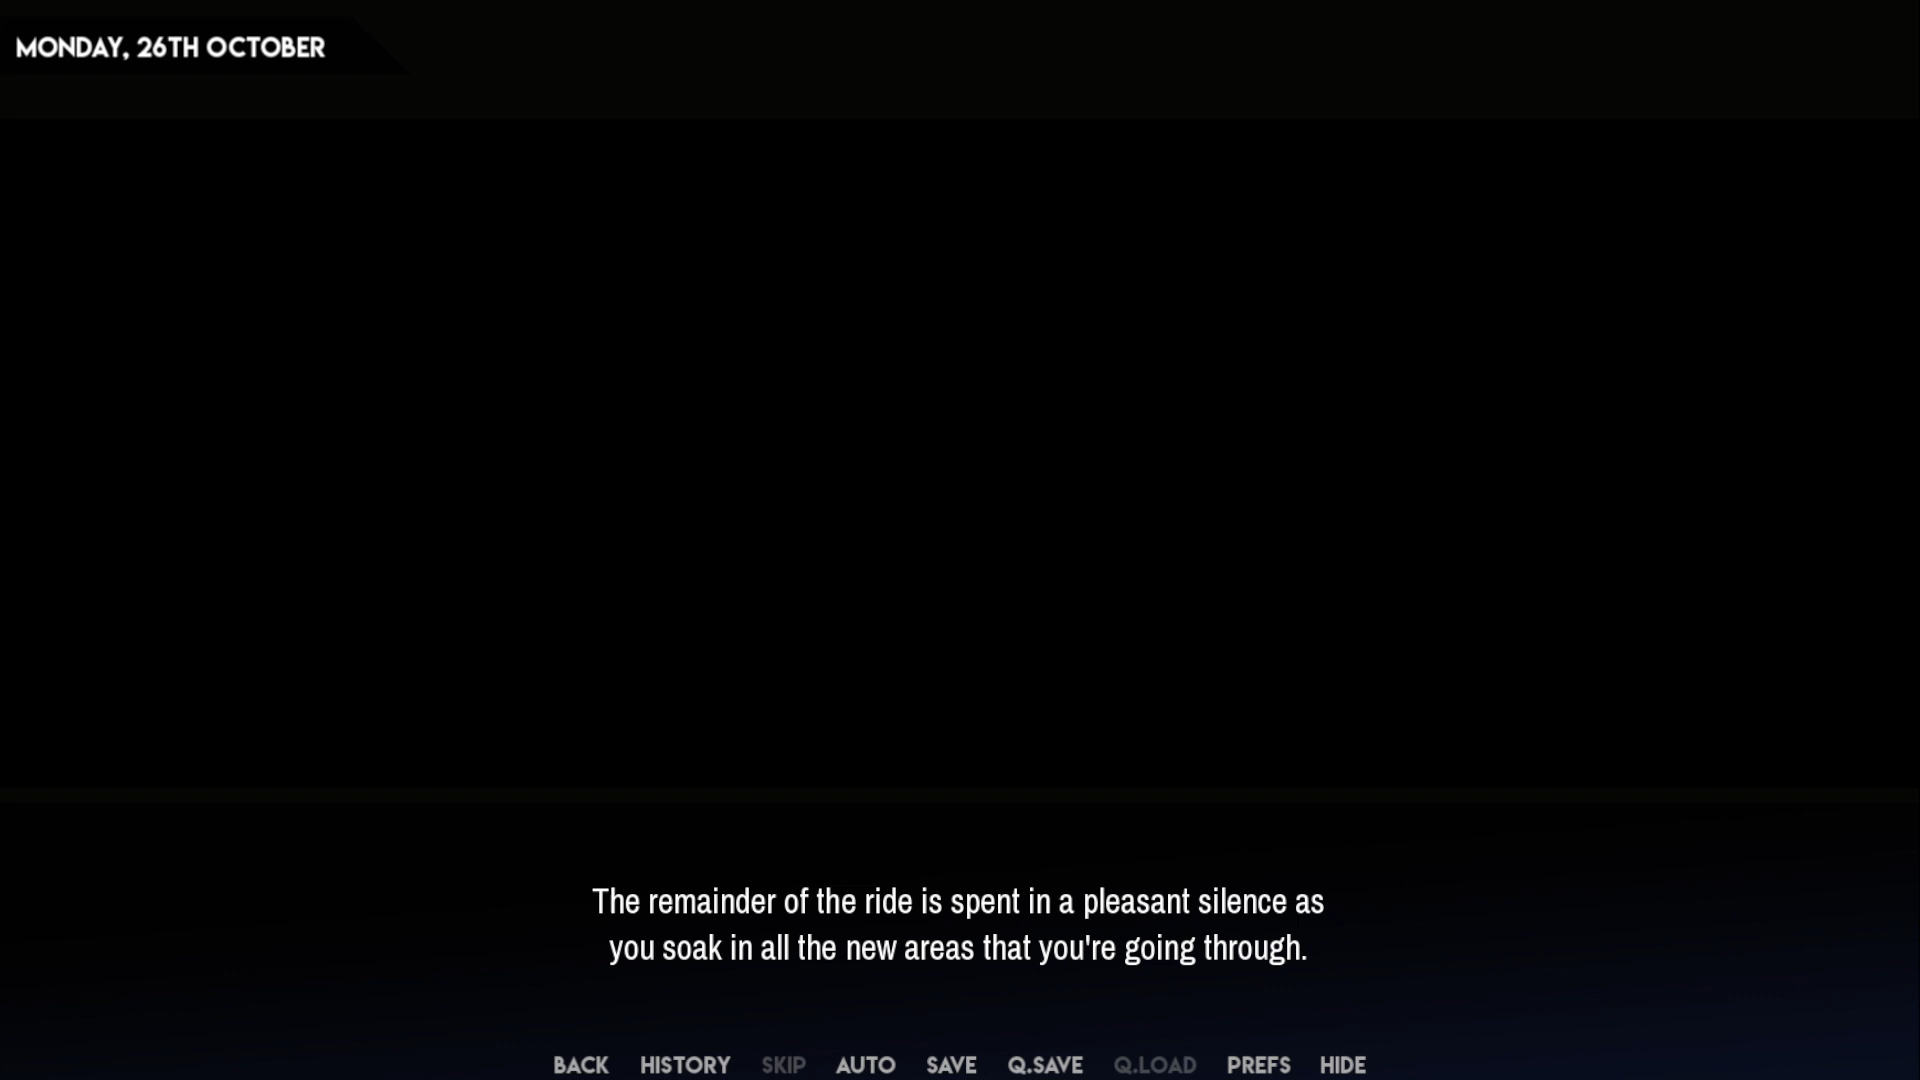 MONDAY, 26TH OCTOBER
The remainder of the ride is spent in a pleasant silence as
you soak in all the new areas that you're going through.
BACK HISTORY SKIP AUTO SAVE Q.SAVE Q.LOAD PREFS HIDE